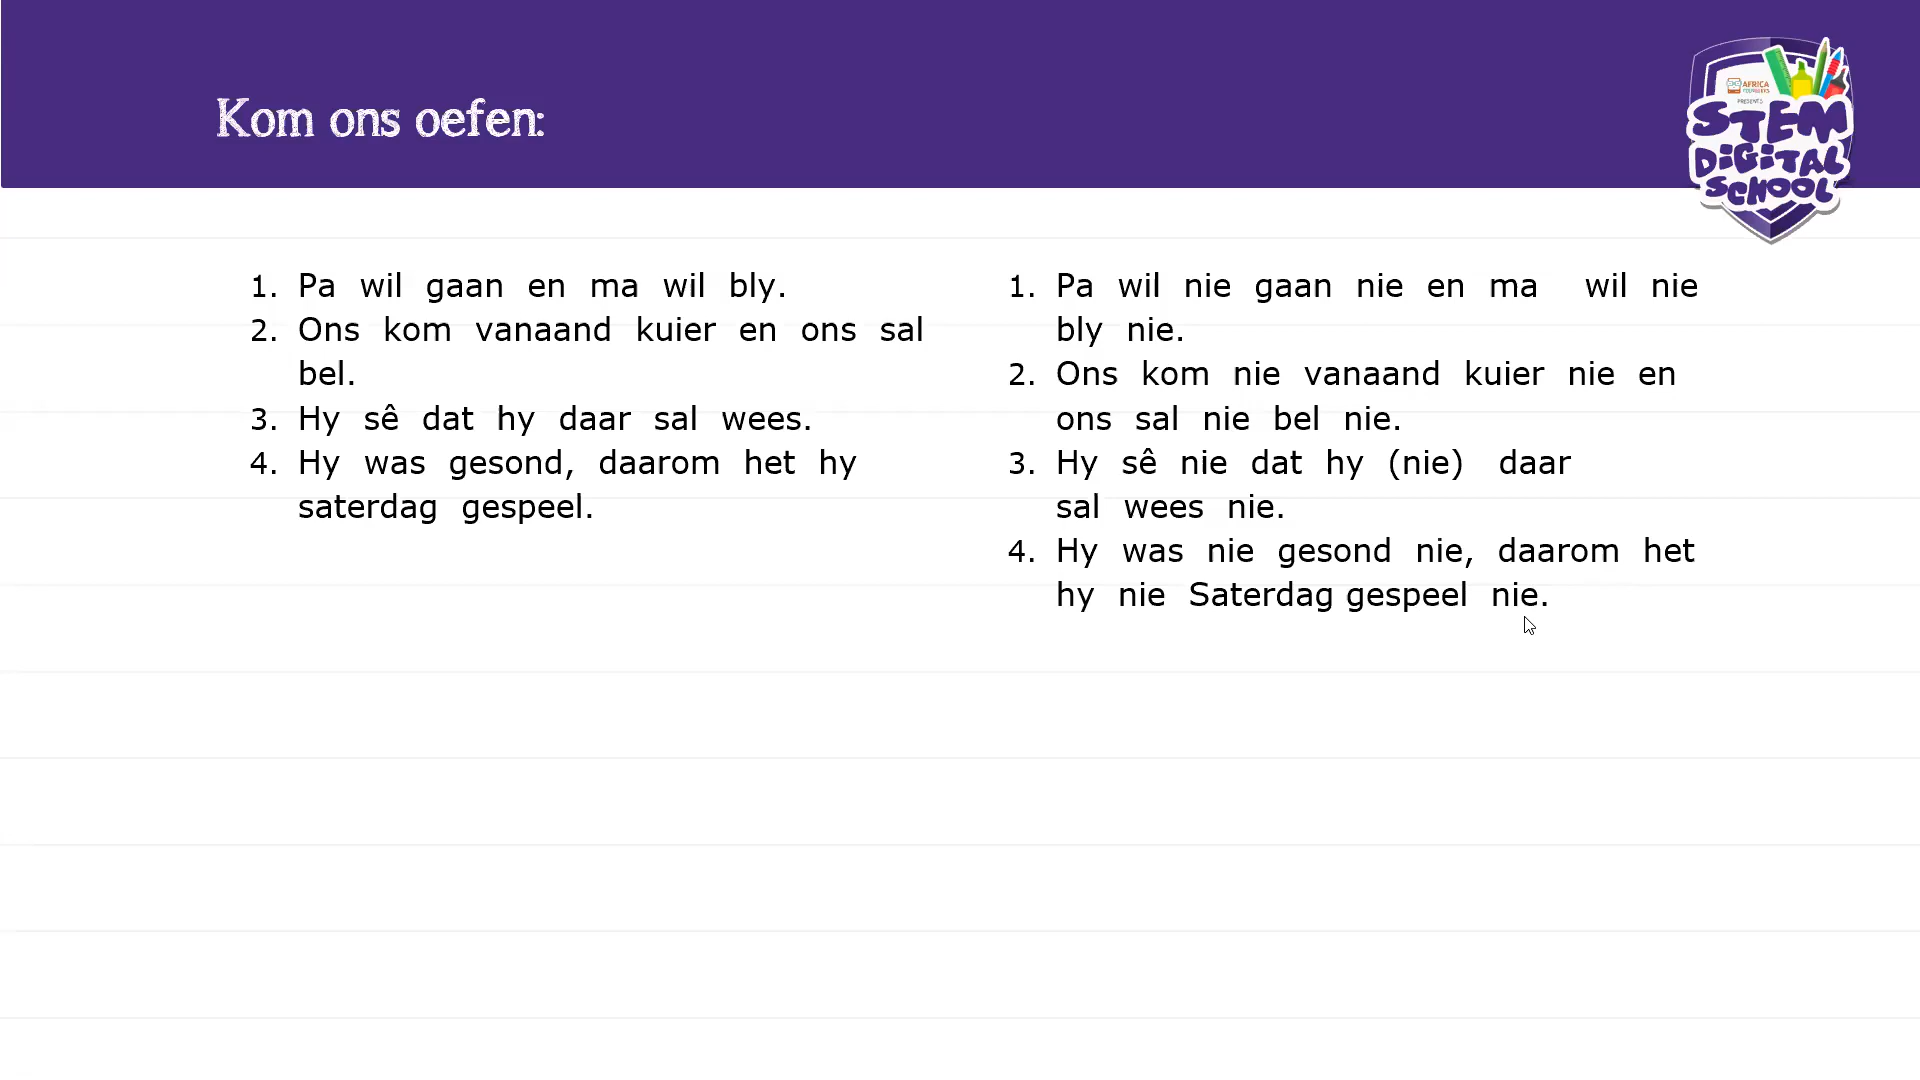 Kom ons oefen:
AFRICA
PRESENTS
STEM
DIGITAL
SCHOOL
1. Pa wil gaan en ma wil bly.
2. Ons kom vanaand kuier en ons sal
bel.
3. Hy sê dat hy daar sal wees.
4. Hy was gesond, daarom het hy
saterdag gespeel.
1. Pa wil nie gaan nie en ma wil nie
bly nie.
2. Ons kom nie vanaand kuier nie en
ons sal nie bel nie.
3. Hy sê nie dat hy (nie) daar
sal wees nie.
4. Hy was nie gesond nie, daarom het
hy nie Saterdag gespeel nie.